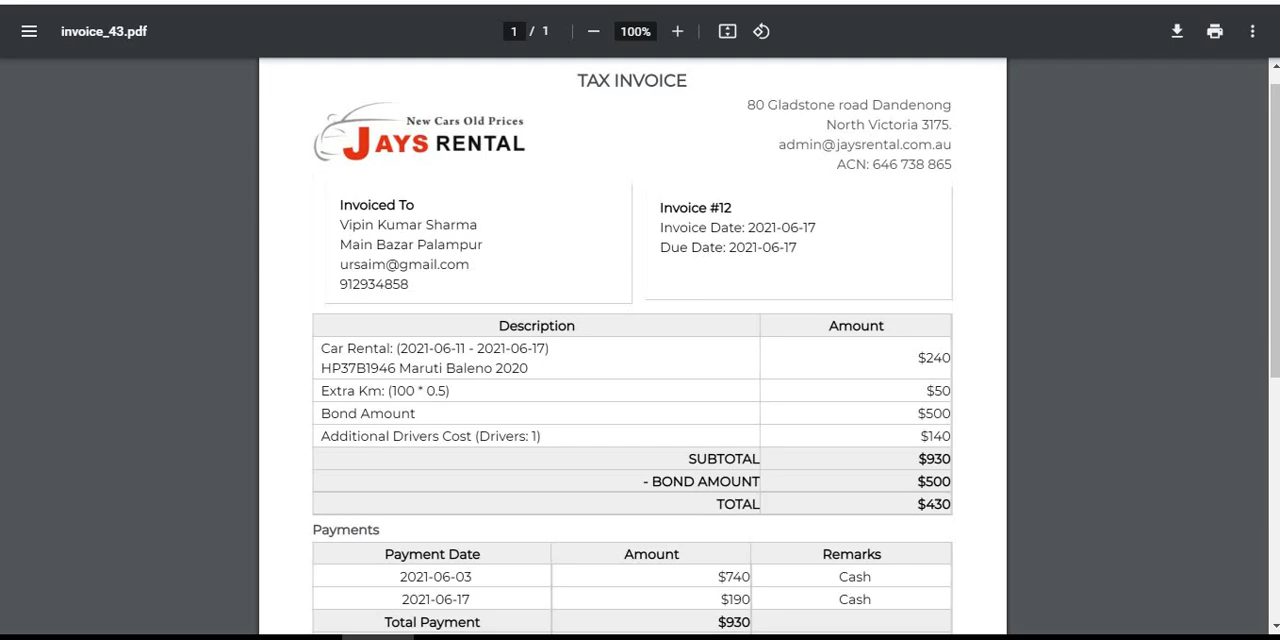 invoice_43.pdf
1 / 1
100%
TAX INVOICE
New Cars Old Prices
JAYS RENTAL
80 Gladstone road Dandenong
North Victoria 3175.
admin@jaysrental.com.au
ACN: 646 738 865
Invoiced To
Vipin Kumar Sharma
Main Bazar Palampur
ursaim@gmail.com
912934858
Invoice #12
Invoice Date: 2021-06-17
Due Date: 2021-06-17
Description Amount
Car Rental: (2021-06-11 - 2021-06-17)
HP37B1946 Maruti Baleno 2020
$240
Extra Km: (100 * 0.5) $50
Bond Amount $500
Additional Drivers Cost (Drivers: 1) $140
SUBTOTAL $930
- BOND AMOUNT $500
TOTAL $430
Payments
Payment Date Amount Remarks
2021-06-03 $740 Cash
2021-06-17 $190 Cash
Total Payment $930